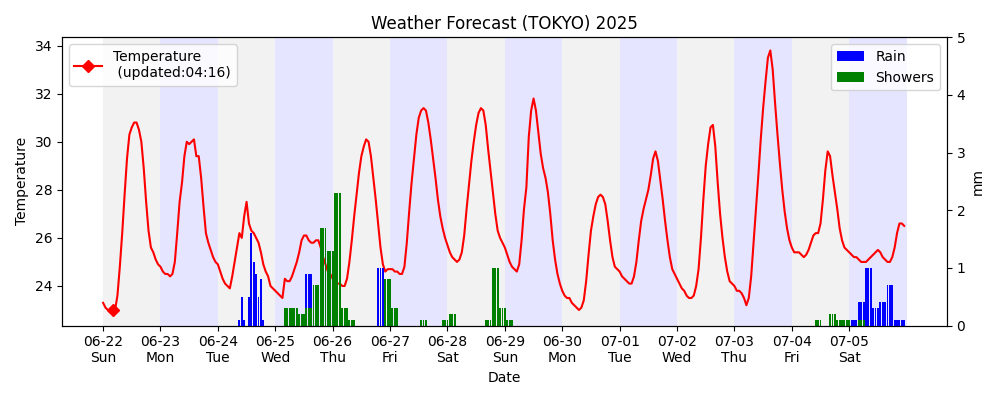 Weather Forecast (TOKYO) 2025
Temperature
(updated:04:16)
Rain
Showers
Temperature
34
32
30
28
26
24
5
4
3
2
1
0
mm
06-22 06-23 06-24 06-25 06-26 06-27 06-28 06-29 06-30 07-01 07-02 07-03 07-04 07-05
Sun Mon Tue Wed Thu Fri Sat Sun Mon Tue Wed Thu Fri Sat
Date